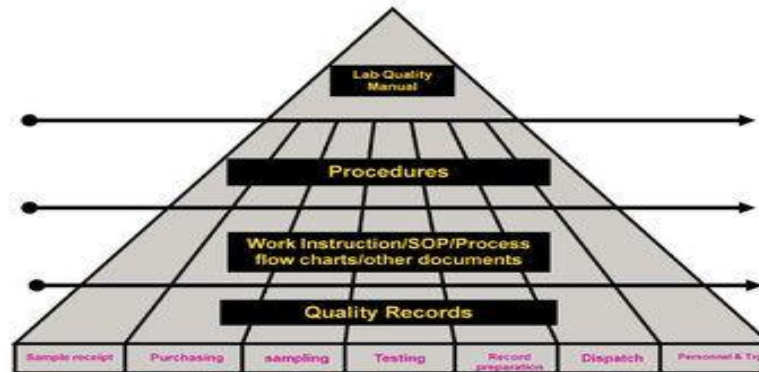 Lab Quality
Manual
Procedures
Work Instruction/SOP/Process
flow charts/other documents
Quality Records
Sample receipt
Purchasing
sampling
Testing
Record
preparation
Dispatch
Personnel &